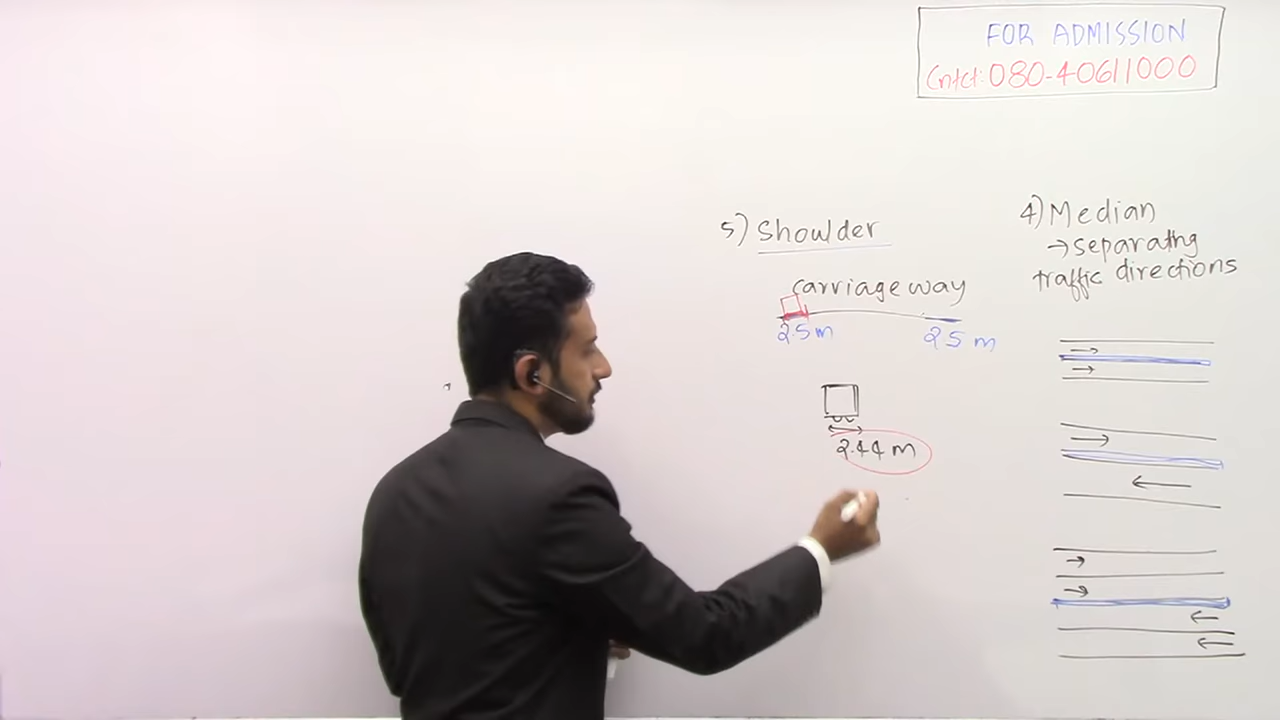 FOR ADMISSION
Cntct: 080-40611000
5) Shoulder
carriage way
2.5 m
2.5 m
2.44 m
4) Median
→ separating
traffic directions